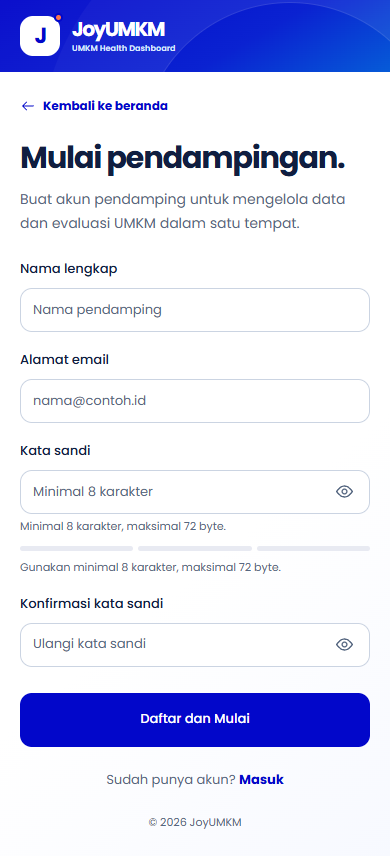 J
JoyUMKM
UMKM Health Dashboard
← Kembali ke beranda
Mulai pendampingan.
Buat akun pendamping untuk mengelola data
dan evaluasi UMKM dalam satu tempat.
Nama lengkap
Nama pendamping
Alamat email
nama@contoh.id
Kata sandi
Minimal 8 karakter
Minimal 8 karakter, maksimal 72 byte.
Gunakan minimal 8 karakter, maksimal 72 byte.
Konfirmasi kata sandi
Ulangi kata sandi
Daftar dan Mulai
Sudah punya akun? Masuk
© 2026 JoyUMKM